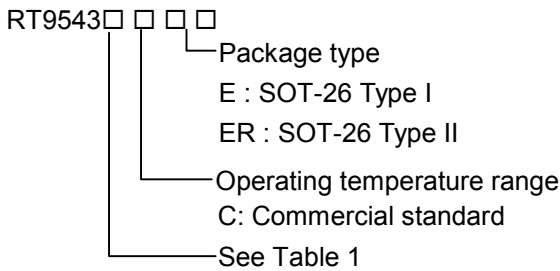 RT9543□ □ □ □
Package type
E : SOT-26 Type I
ER : SOT-26 Type II
Operating temperature range
C: Commercial standard
See Table 1